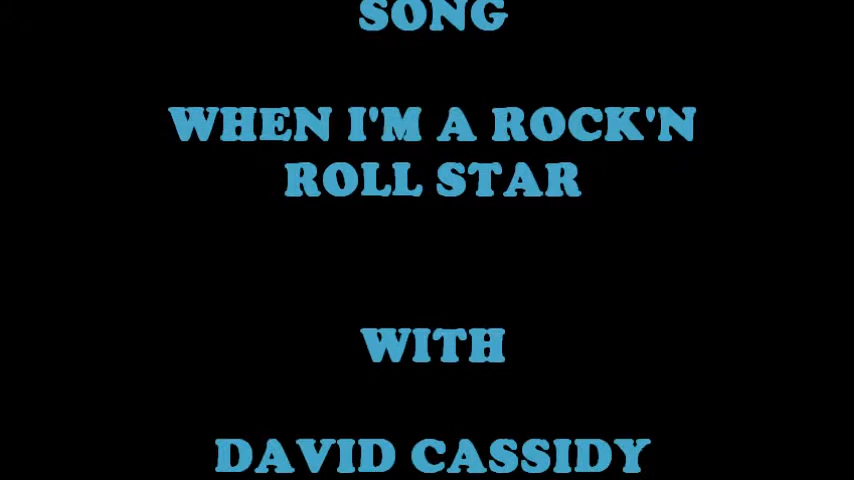 SONG
WHEN I'M A ROCK'N
ROLL STAR
WITH
DAVID CASSIDY